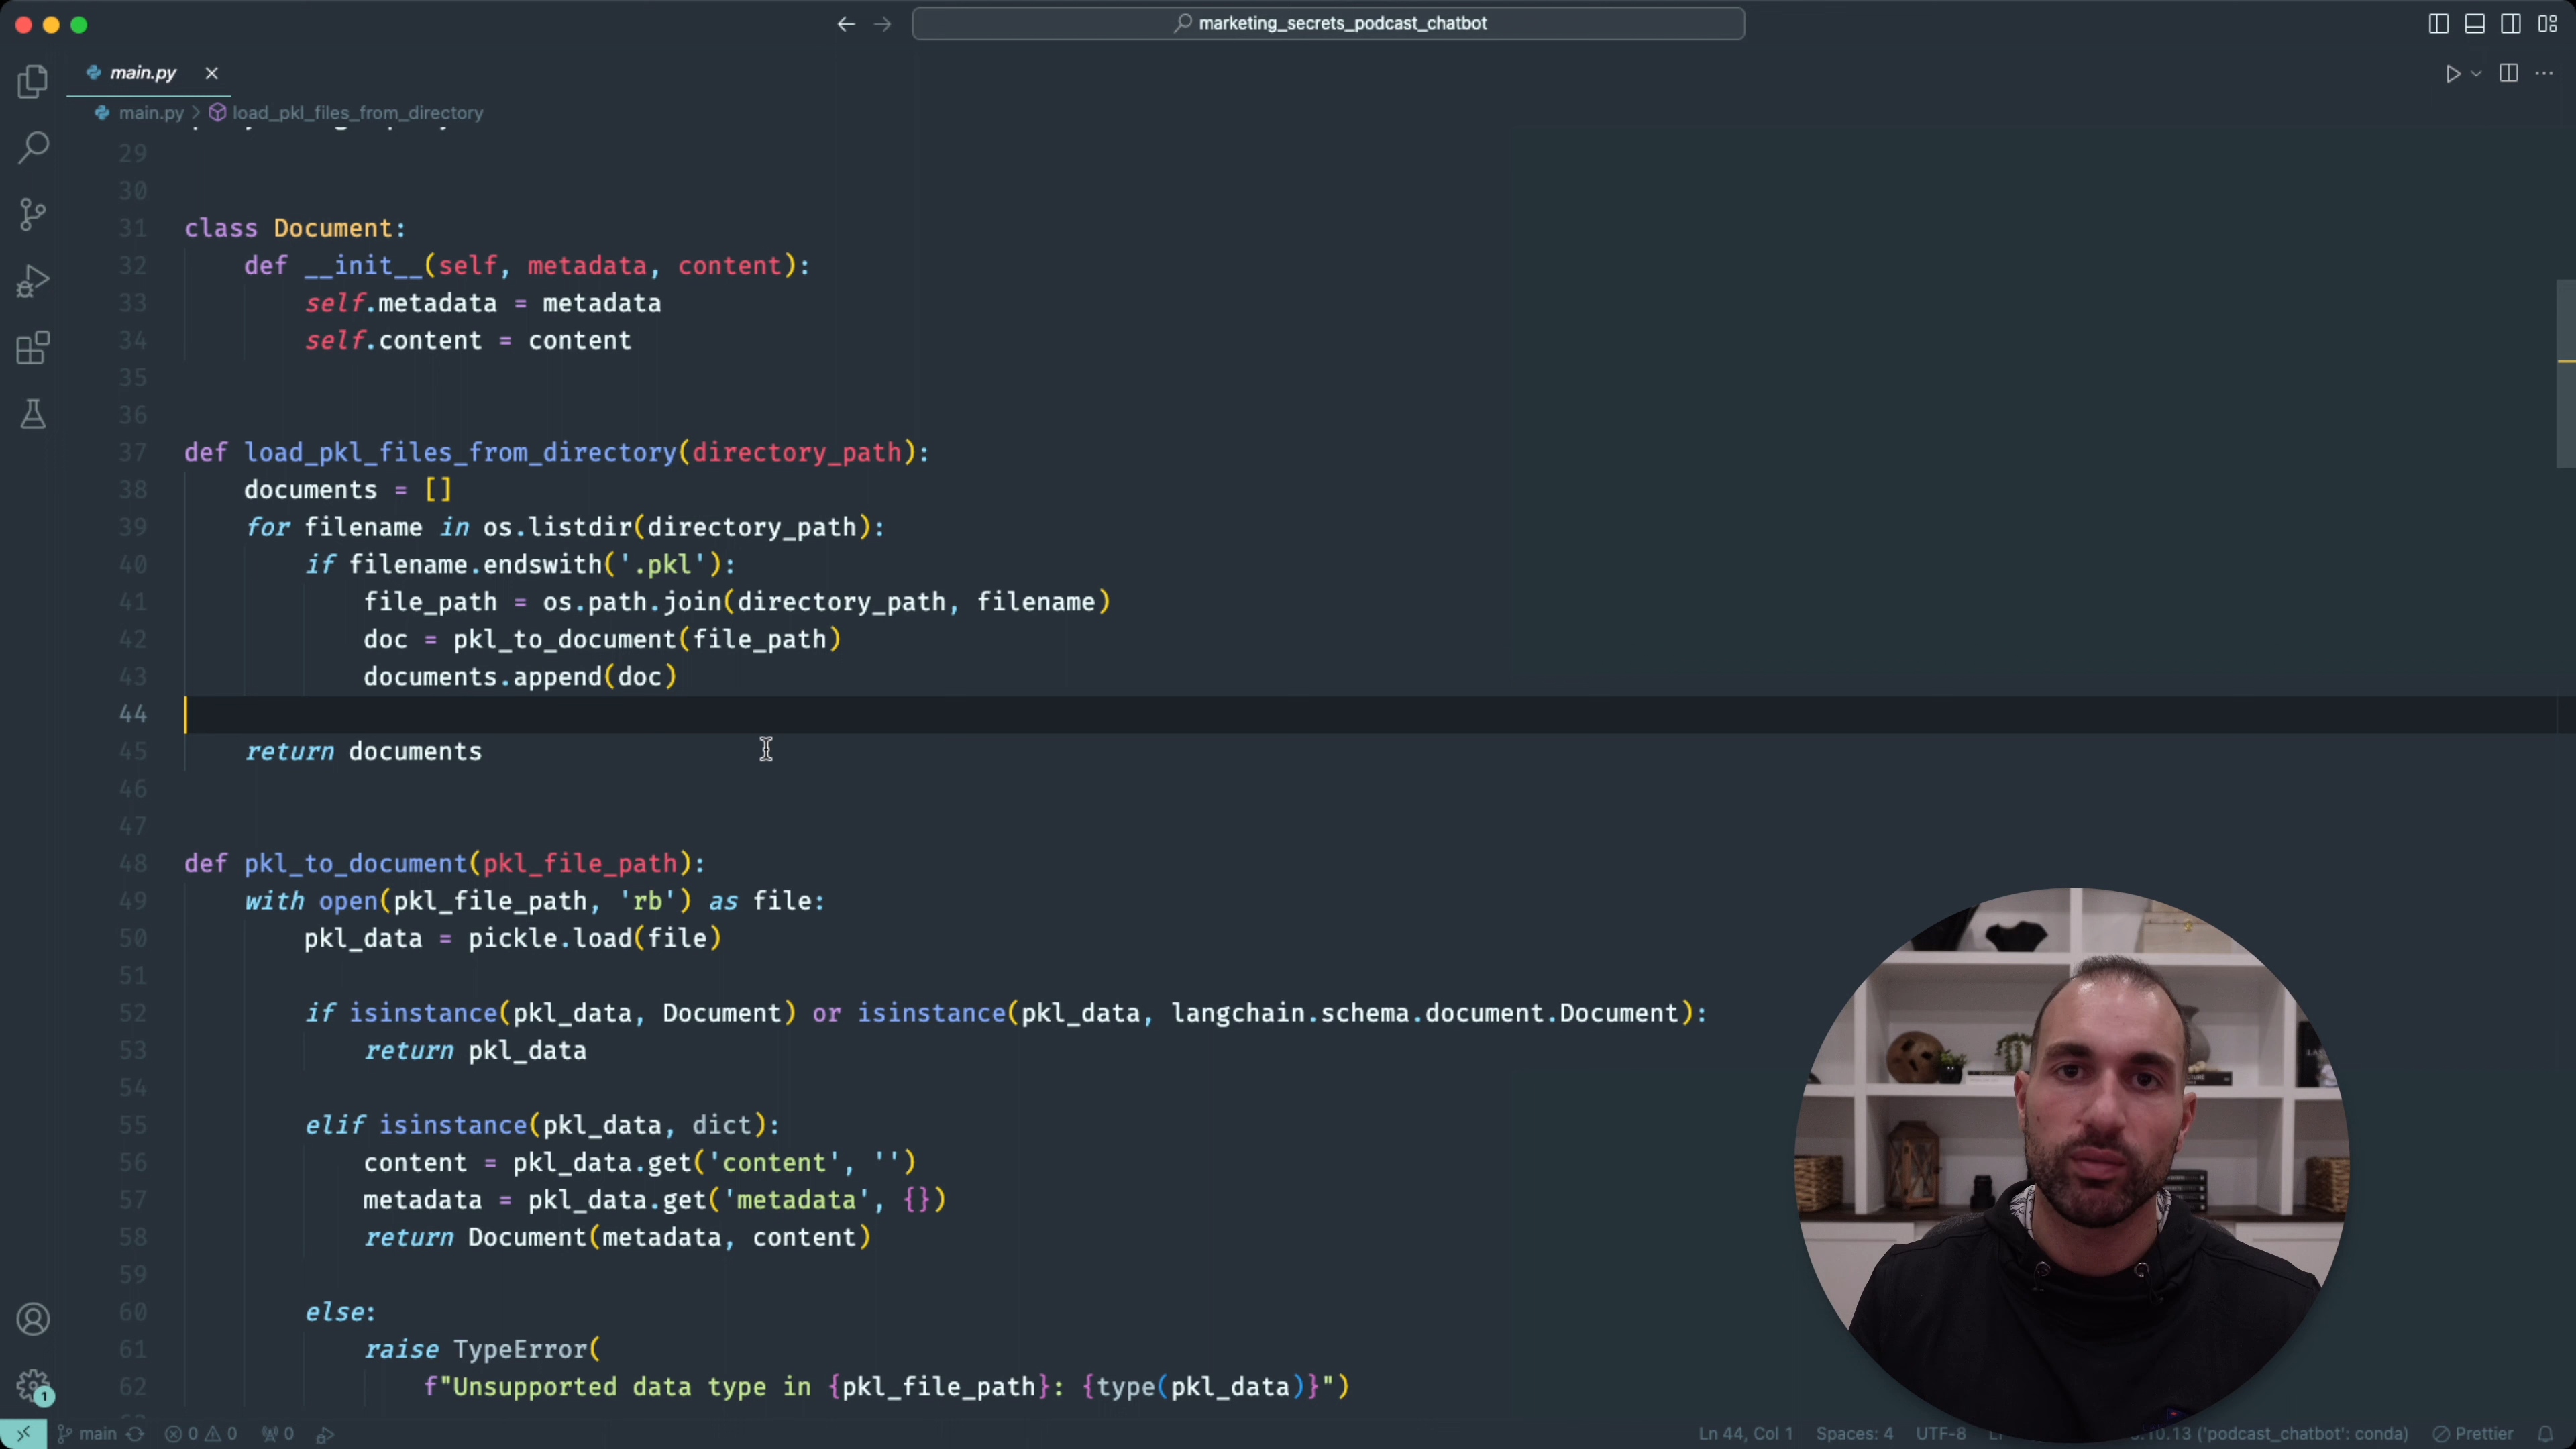 marketing_secrets_podcast_chatbot
main.py
main.py > load_pkl_files_from_directory
29
30
31 class Document:
32 def __init__(self, metadata, content):
33 self.metadata = metadata
34 self.content = content
35
36
37 def load_pkl_files_from_directory(directory_path):
38 documents = []
39 for filename in os.listdir(directory_path):
40 if filename.endswith('.pkl'):
41 file_path = os.path.join(directory_path, filename)
42 doc = pkl_to_document(file_path)
43 documents.append(doc)
44
45 return documents
46
47
48 def pkl_to_document(pkl_file_path):
49 with open(pkl_file_path, 'rb') as file:
50 pkl_data = pickle.load(file)
51
52 if isinstance(pkl_data, Document) or isinstance(pkl_data, langchain.schema.document.Document):
53 return pkl_data
54
55 elif isinstance(pkl_data, dict):
56 content = pkl_data.get('content', '')
57 metadata = pkl_data.get('metadata', {})
58 return Document(metadata, content)
59
60 else:
61 raise TypeError(
62 f"Unsupported data type in {pkl_file_path}: {type(pkl_data)}")
1
main 0 0 0 Ln 44, Col 1 Spaces: 4 UTF-8 10.13 ('podcast_chatbot': conda) Prettier